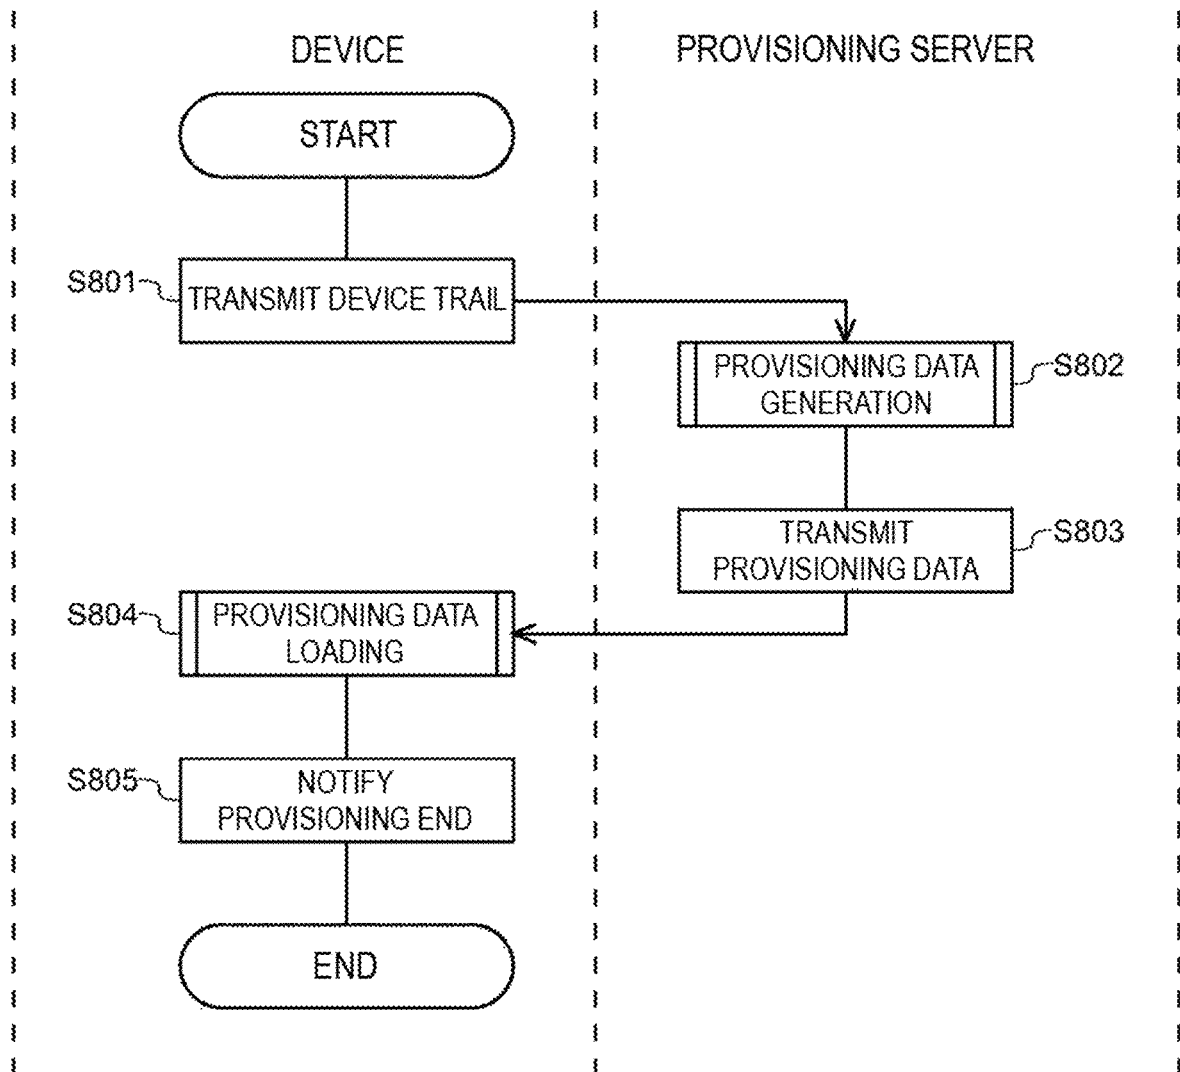 DEVICE
PROVISIONING SERVER
START
S801
TRANSMIT DEVICE TRAIL
PROVISIONING DATA
GENERATION
S802
TRANSMIT
PROVISIONING DATA
S803
S804
PROVISIONING DATA
LOADING
S805
NOTIFY
PROVISIONING END
END